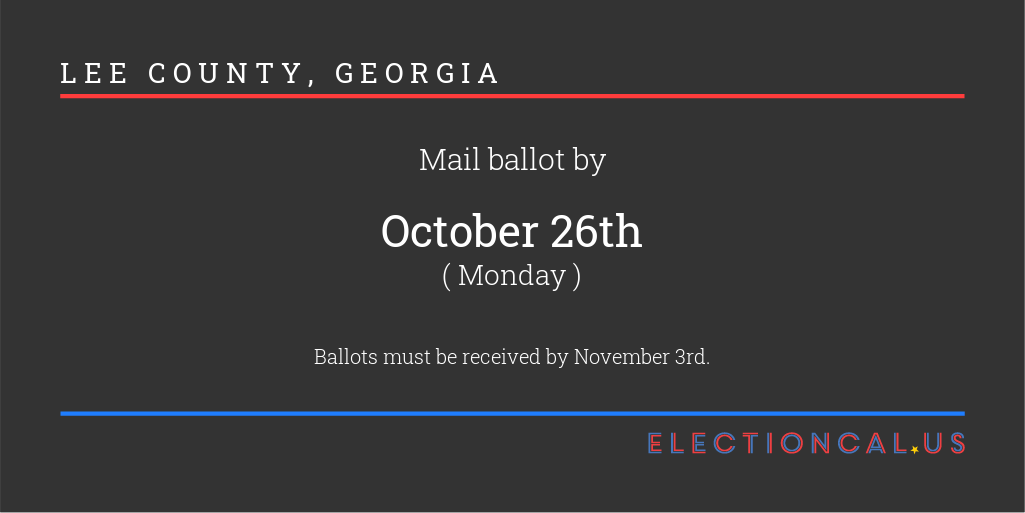 LEE COUNTY, GEORGIA
Mail ballot by
October 26th
( Monday )
Ballots must be received by November 3rd.
ELECTIONCAL.US